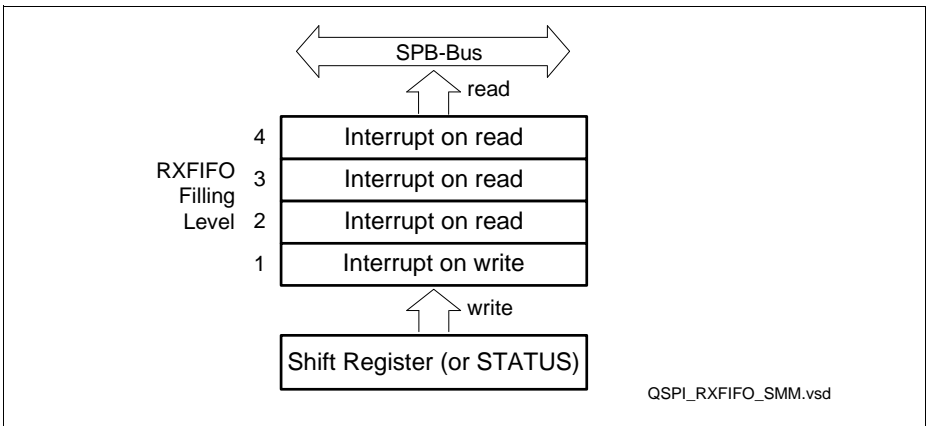 SPB-Bus
read
4 Interrupt on read
RXFIFO Filling Level
3 Interrupt on read
2 Interrupt on read
1 Interrupt on write
write
Shift Register (or STATUS)
QSPI_RXFIFO_SMM.vsd